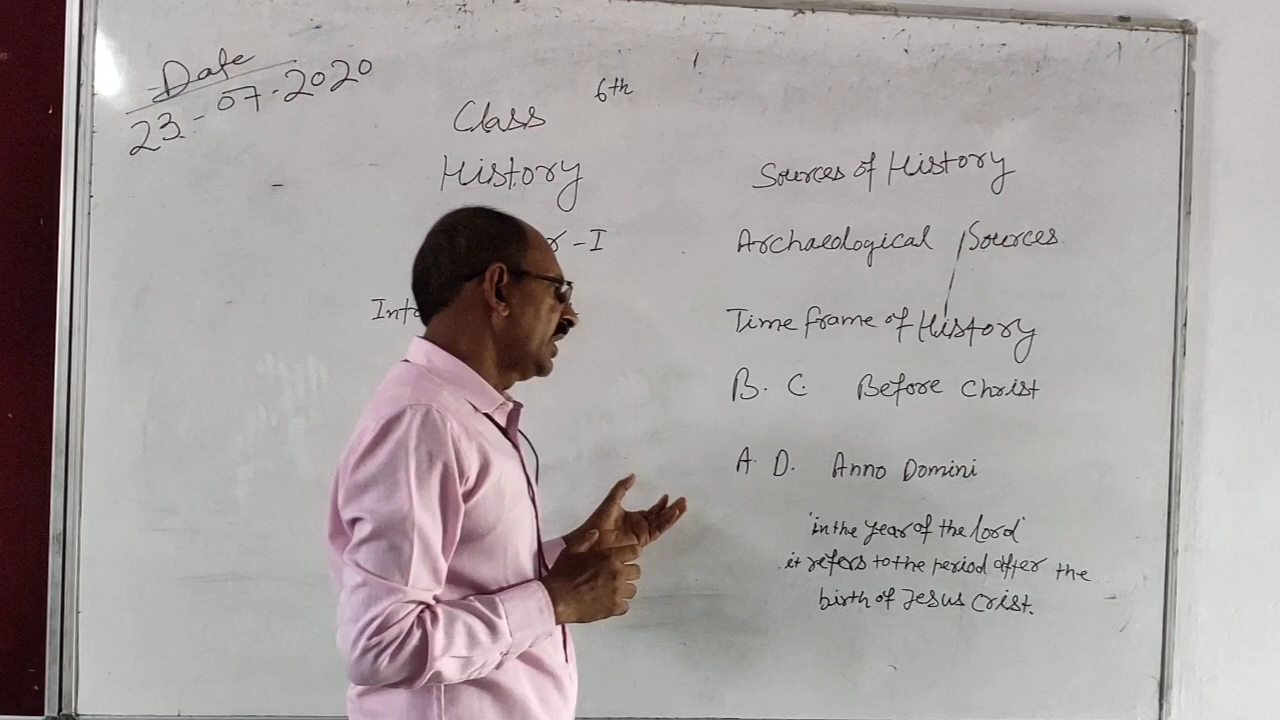 Date
23-07-2020
6th
Class
History
-I
Sources of History
Archaeological Sources
Time frame of History
B. C. Before Christ
A. D. Anno Domini
'in the year of the lord'
it refers to the period after the
birth of Jesus Crist.